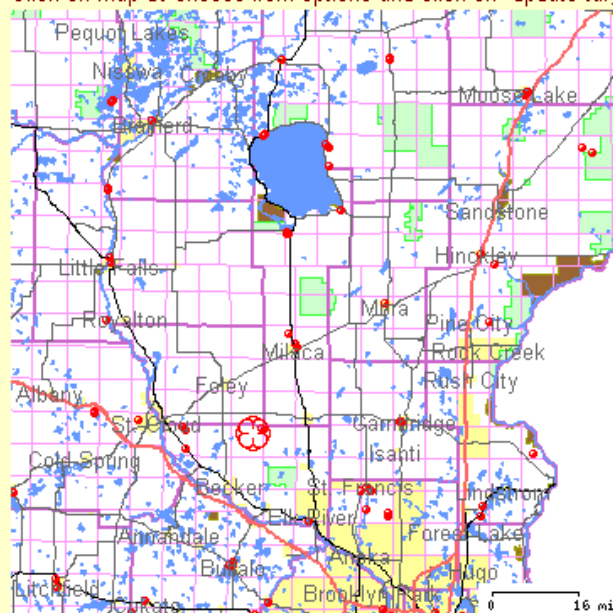 Pequot Lakes
Nisswa
Crosby
Moose Lake
Brainerd
Sandstone
Hinckley
Little Falls
Mora
Royalton
Pine City
Milaca
Rock Creek
Rush City
Foley
Albany
St. Cloud
Cambridge
Isanti
Cold Spring
Becker
St. Francis
Lindstrom
Elk River
Annandale
Forest Lake
Anoka
Buffalo
Hugo
Litchfield
Brooklyn Park
Cokato
0 16 mi